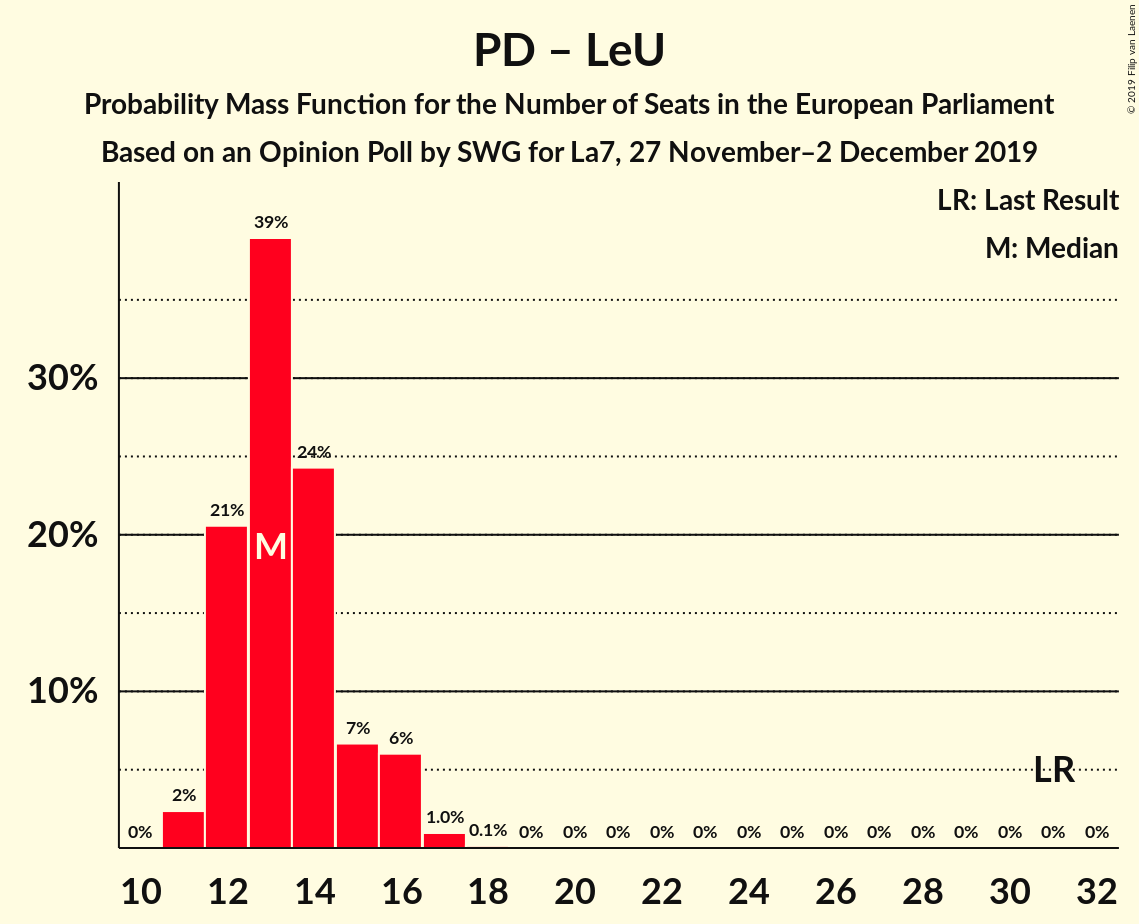 PD – LeU
Probability Mass Function for the Number of Seats in the European Parliament
Based on an Opinion Poll by SWG for La7, 27 November–2 December 2019
© 2019 Filip van Laenen
LR: Last Result
M: Median
30%
20%
10%
0%
2%
21%
39%
24%
7%
6%
1.0%
0.1%
0%
0%
0%
0%
0%
0%
0%
0%
0%
0%
0%
0%
0%
0%
M
LR
10 12 14 16 18 20 22 24 26 28 30 32